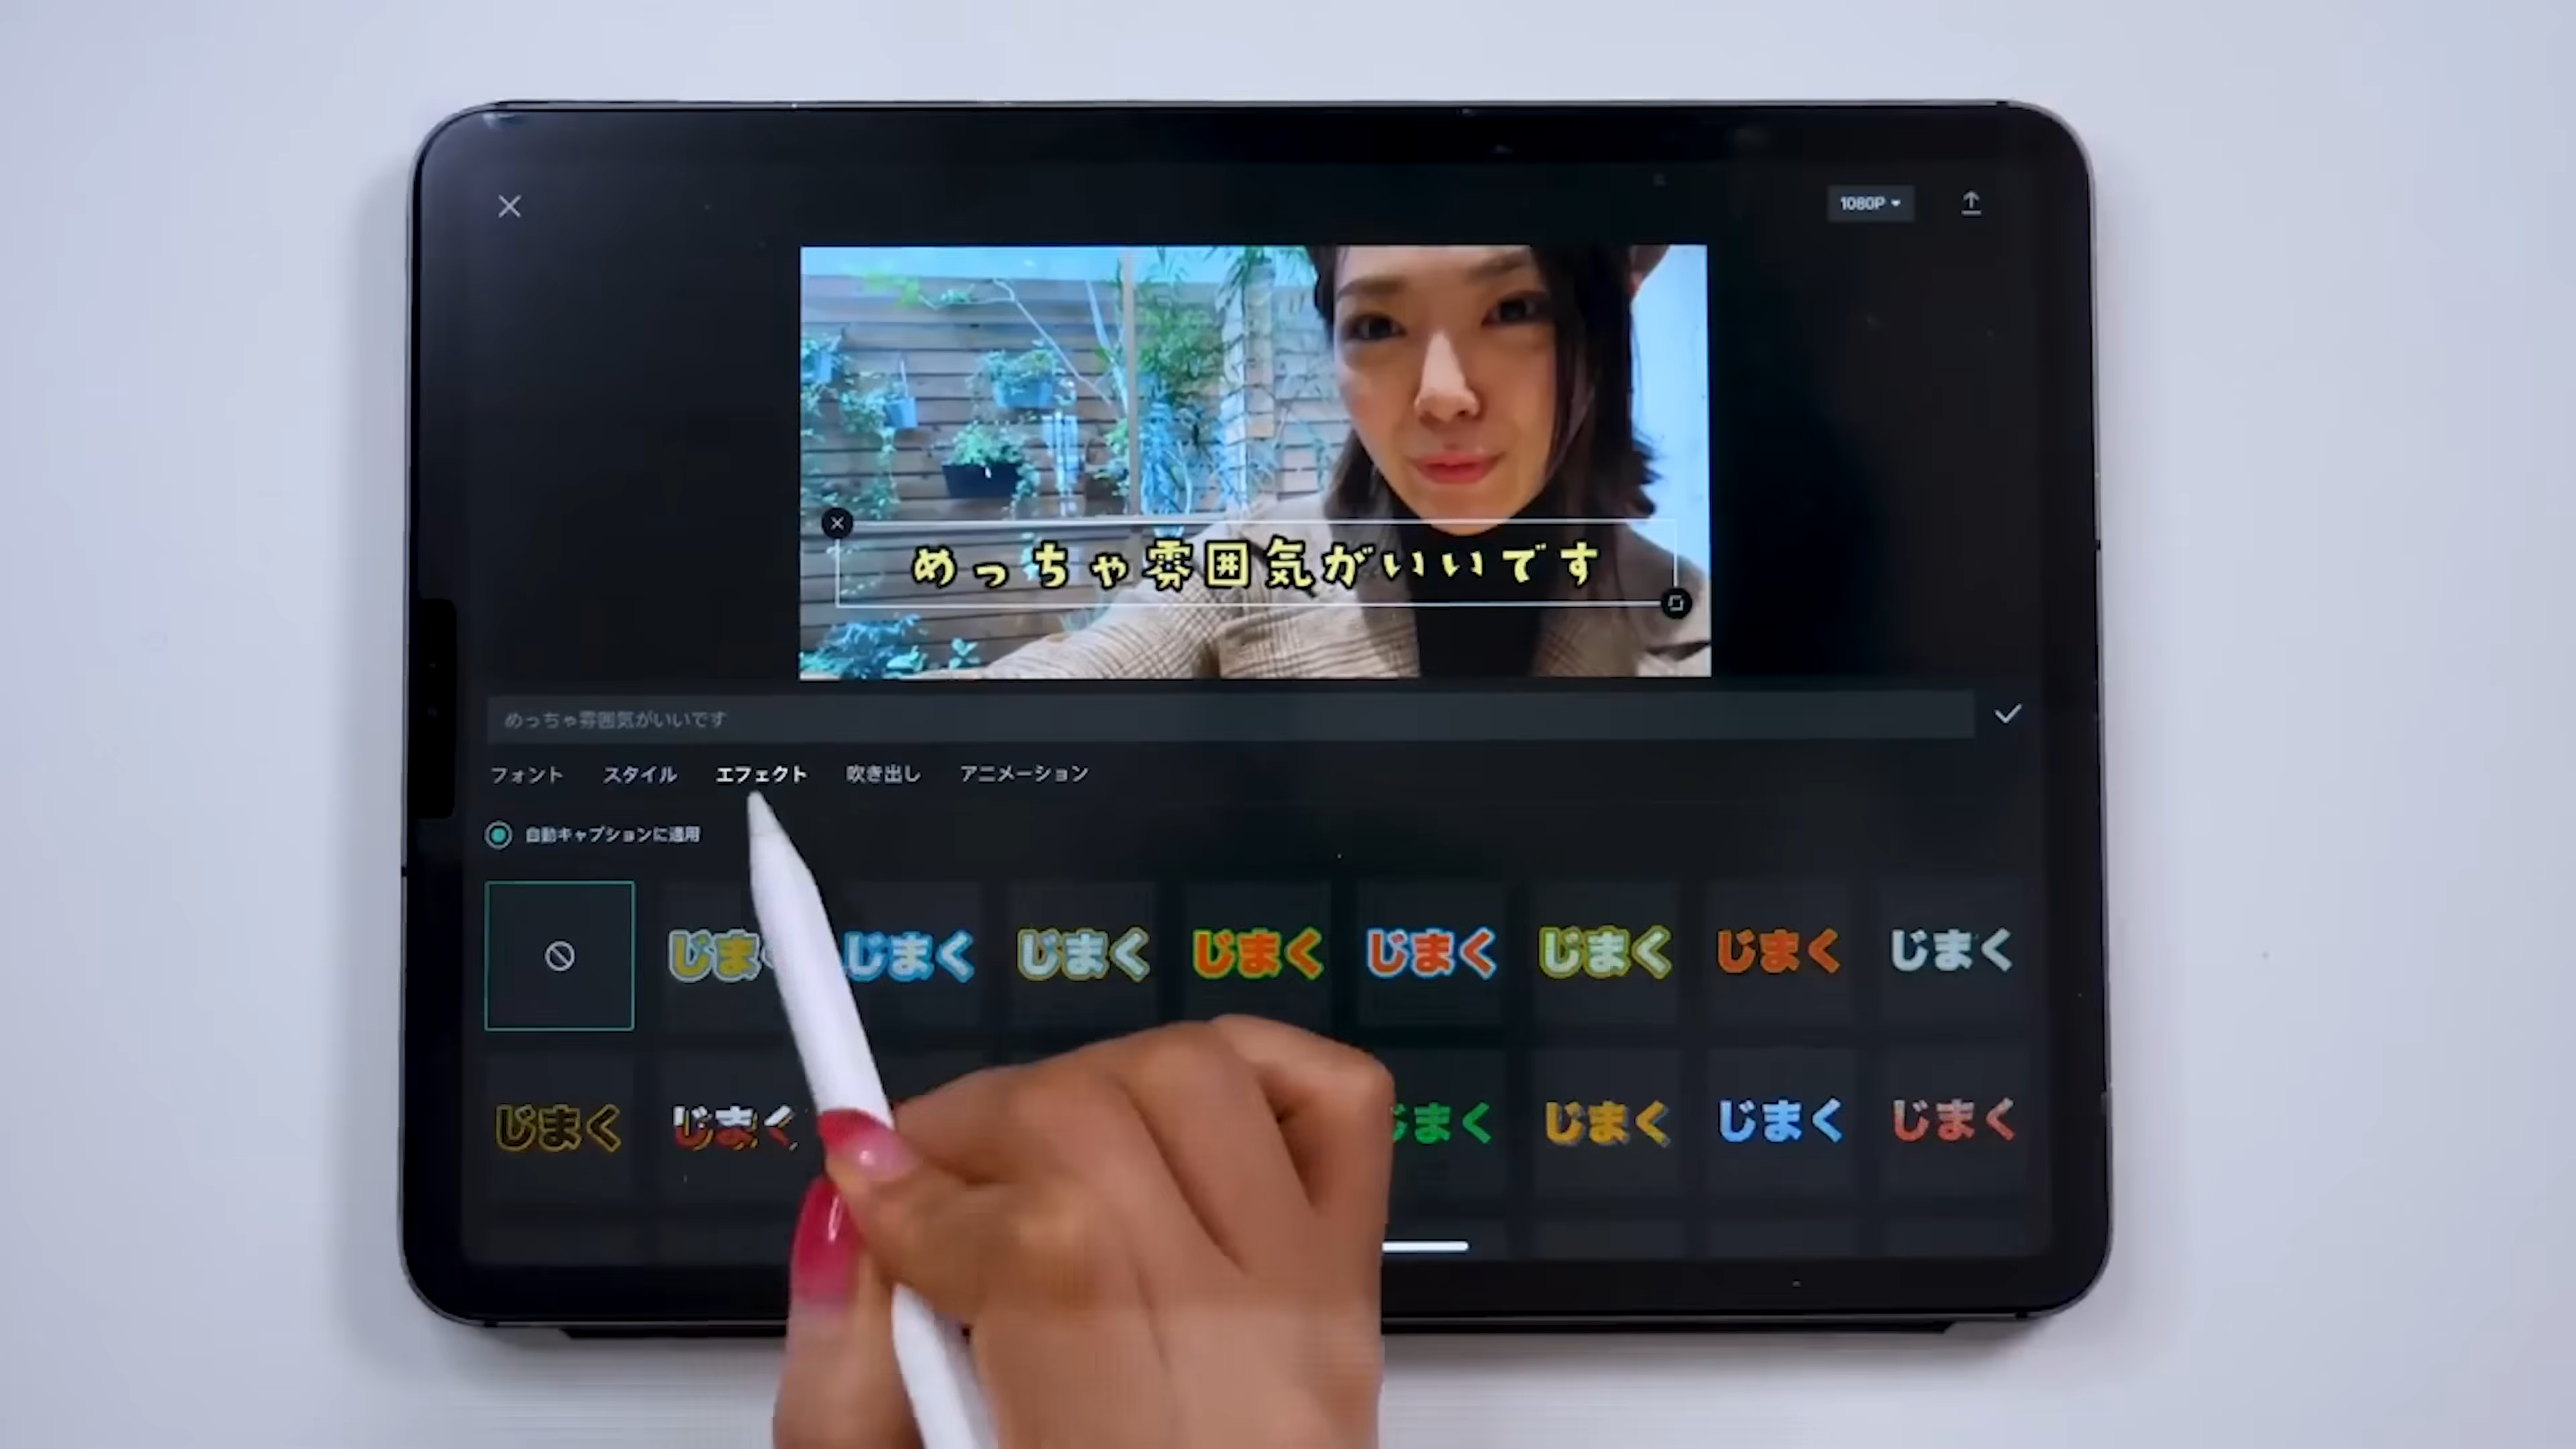 1080P
めっちゃ雰囲気がいいです
めっちゃ雰囲気がいいです
フォント スタイル エフェクト 吹き出し アニメーション
自動キャプションに適用
じまく じまく じまく じまく じまく じまく じまく じまく
じまく じまく じまく じまく じまく じまく